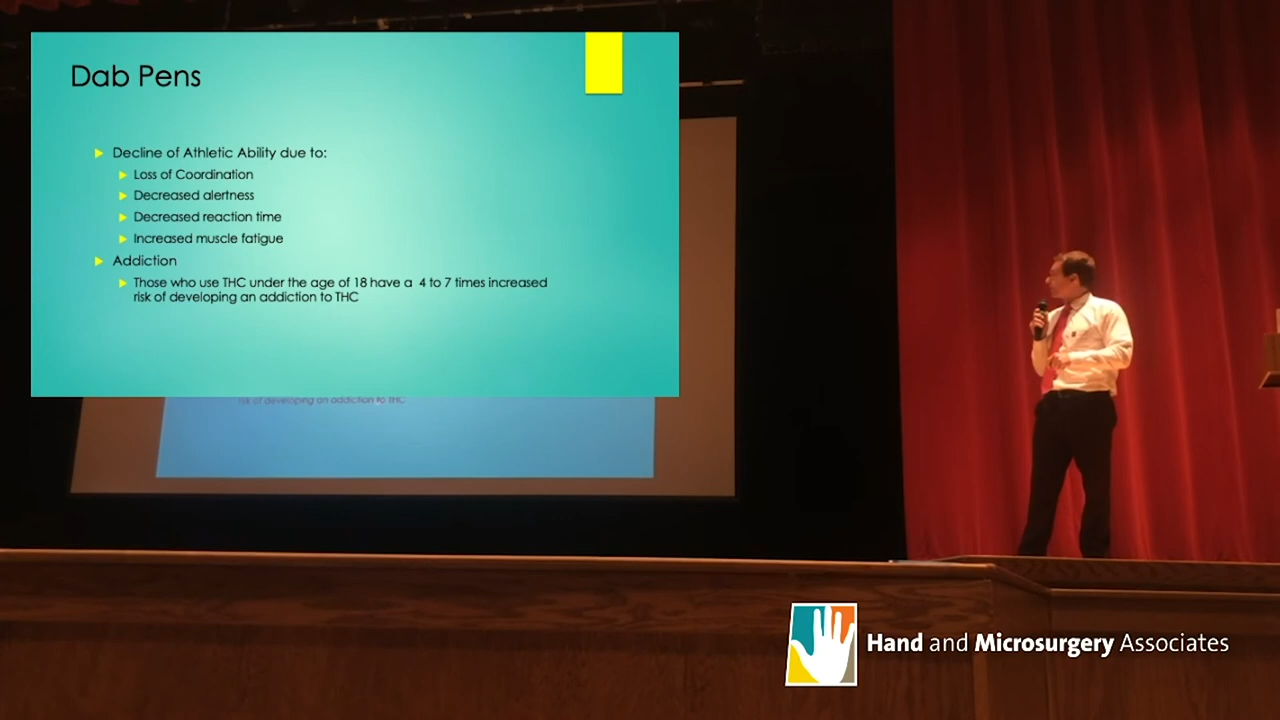 Dab Pens
Decline of Athletic Ability due to:
Loss of Coordination
Decreased alertness
Decreased reaction time
Increased muscle fatigue
Addiction
Those who use THC under the age of 18 have a 4 to 7 times increased
risk of developing an addiction to THC
risk of developing an addiction to THC
Hand and Microsurgery Associates